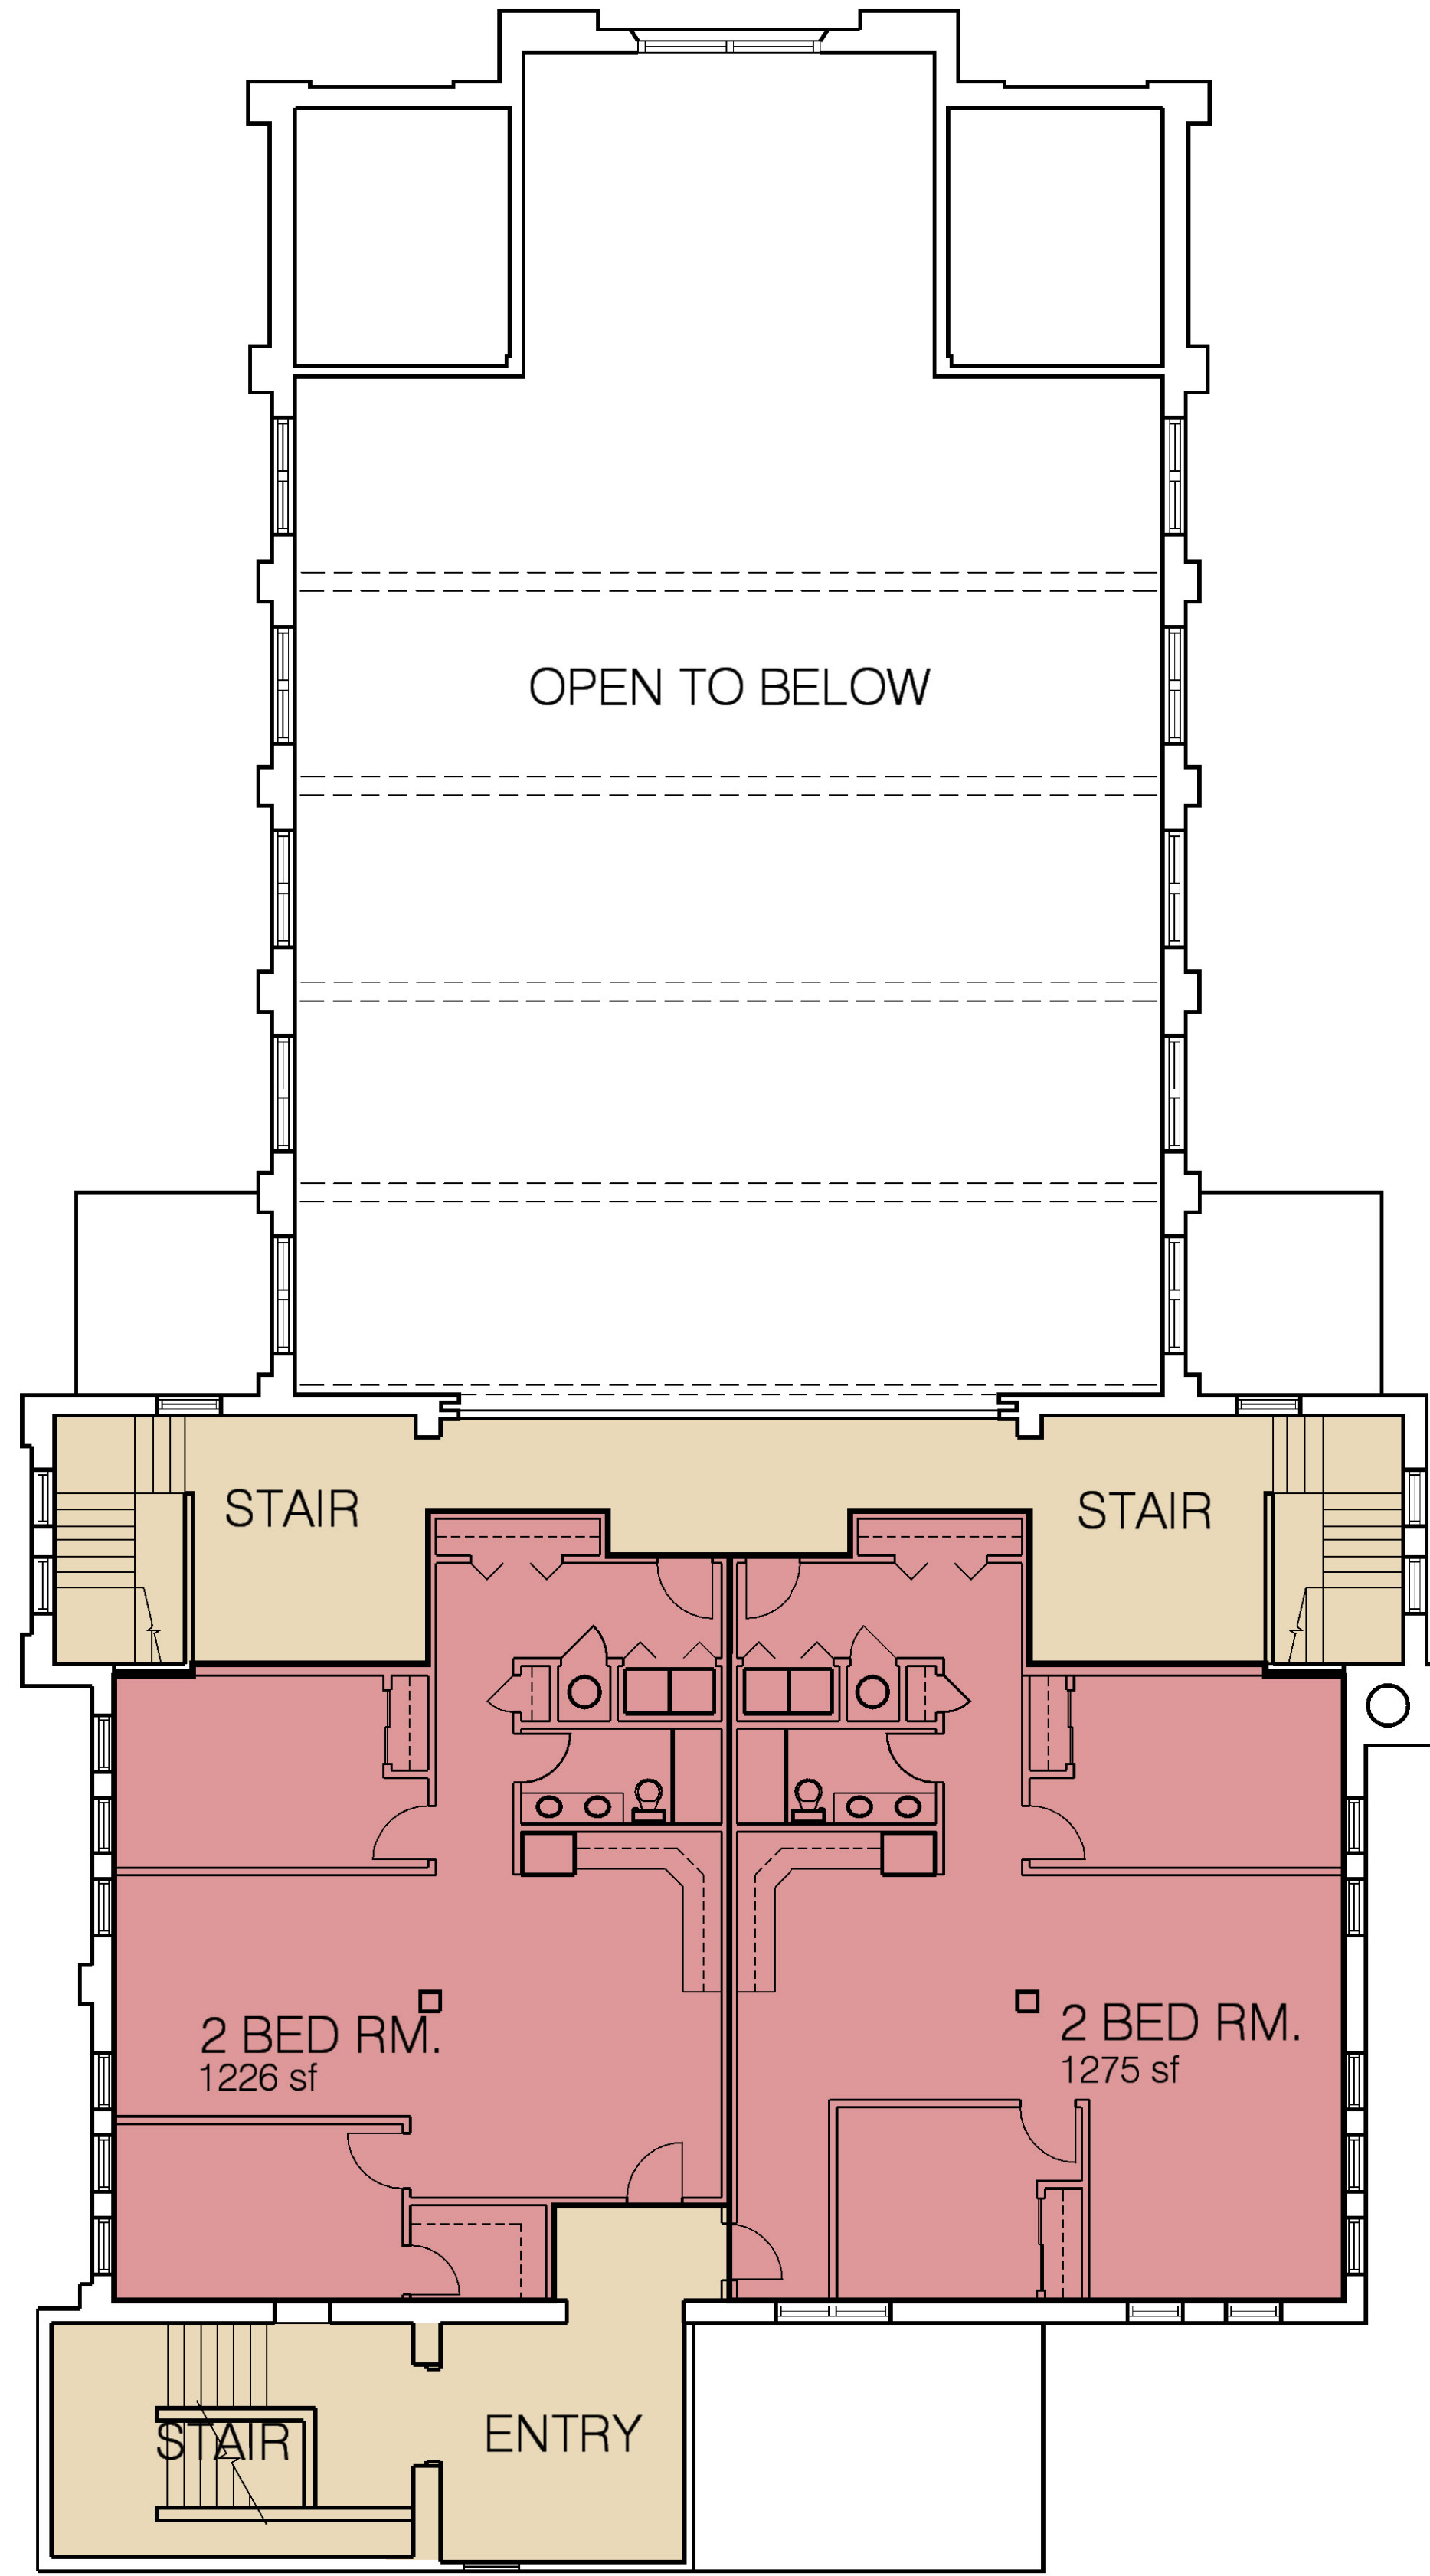 OPEN TO BELOW
STAIR
STAIR
2 BED RM.
1226 sf
2 BED RM.
1275 sf
STAIR
ENTRY